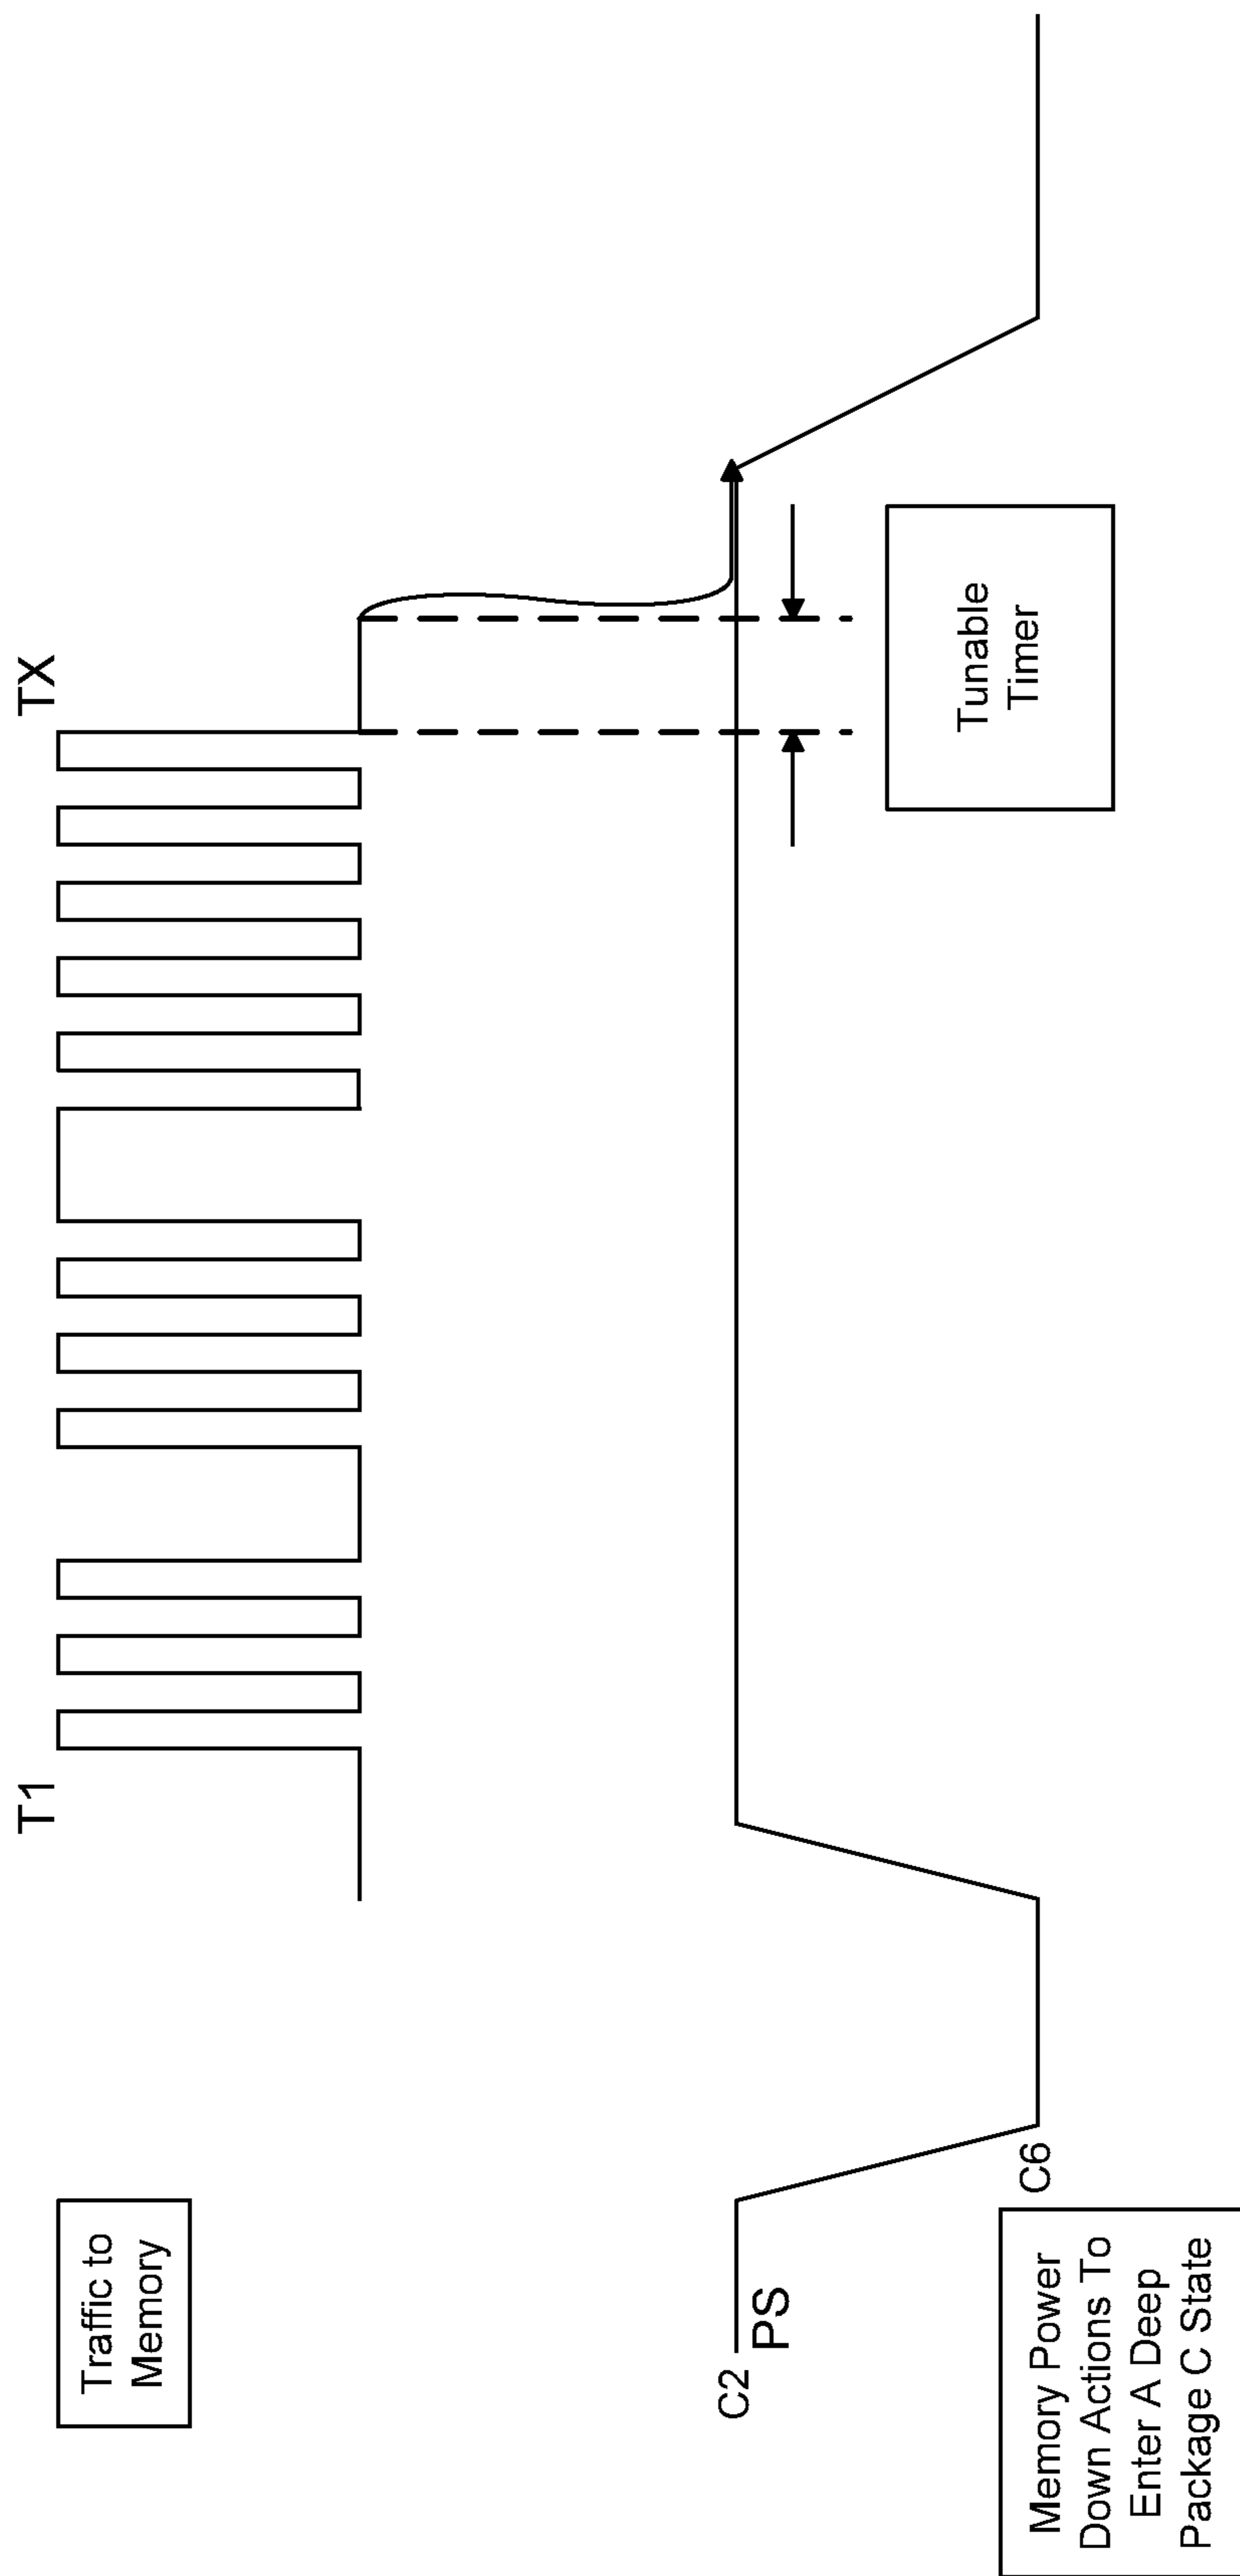 Traffic to
Memory
T1
TX
C2
PS
C6
Memory Power
Down Actions To
Enter A Deep
Package C State
Tunable
Timer